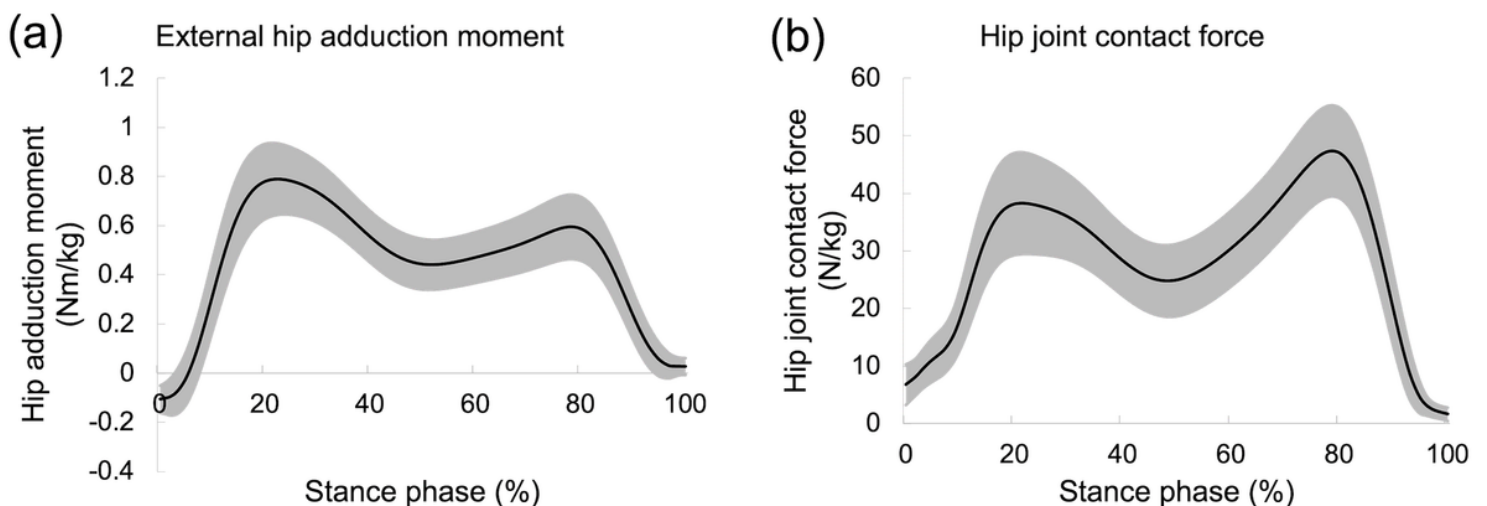 (a)
External hip adduction moment
Hip adduction moment
(Nm/kg)
1.2
1
0.8
0.6
0.4
0.2
0
-0.2
-0.4
0 20 40 60 80 100
Stance phase (%)
(b)
Hip joint contact force
Hip joint contact force
(N/kg)
60
50
40
30
20
10
0
0 20 40 60 80 100
Stance phase (%)